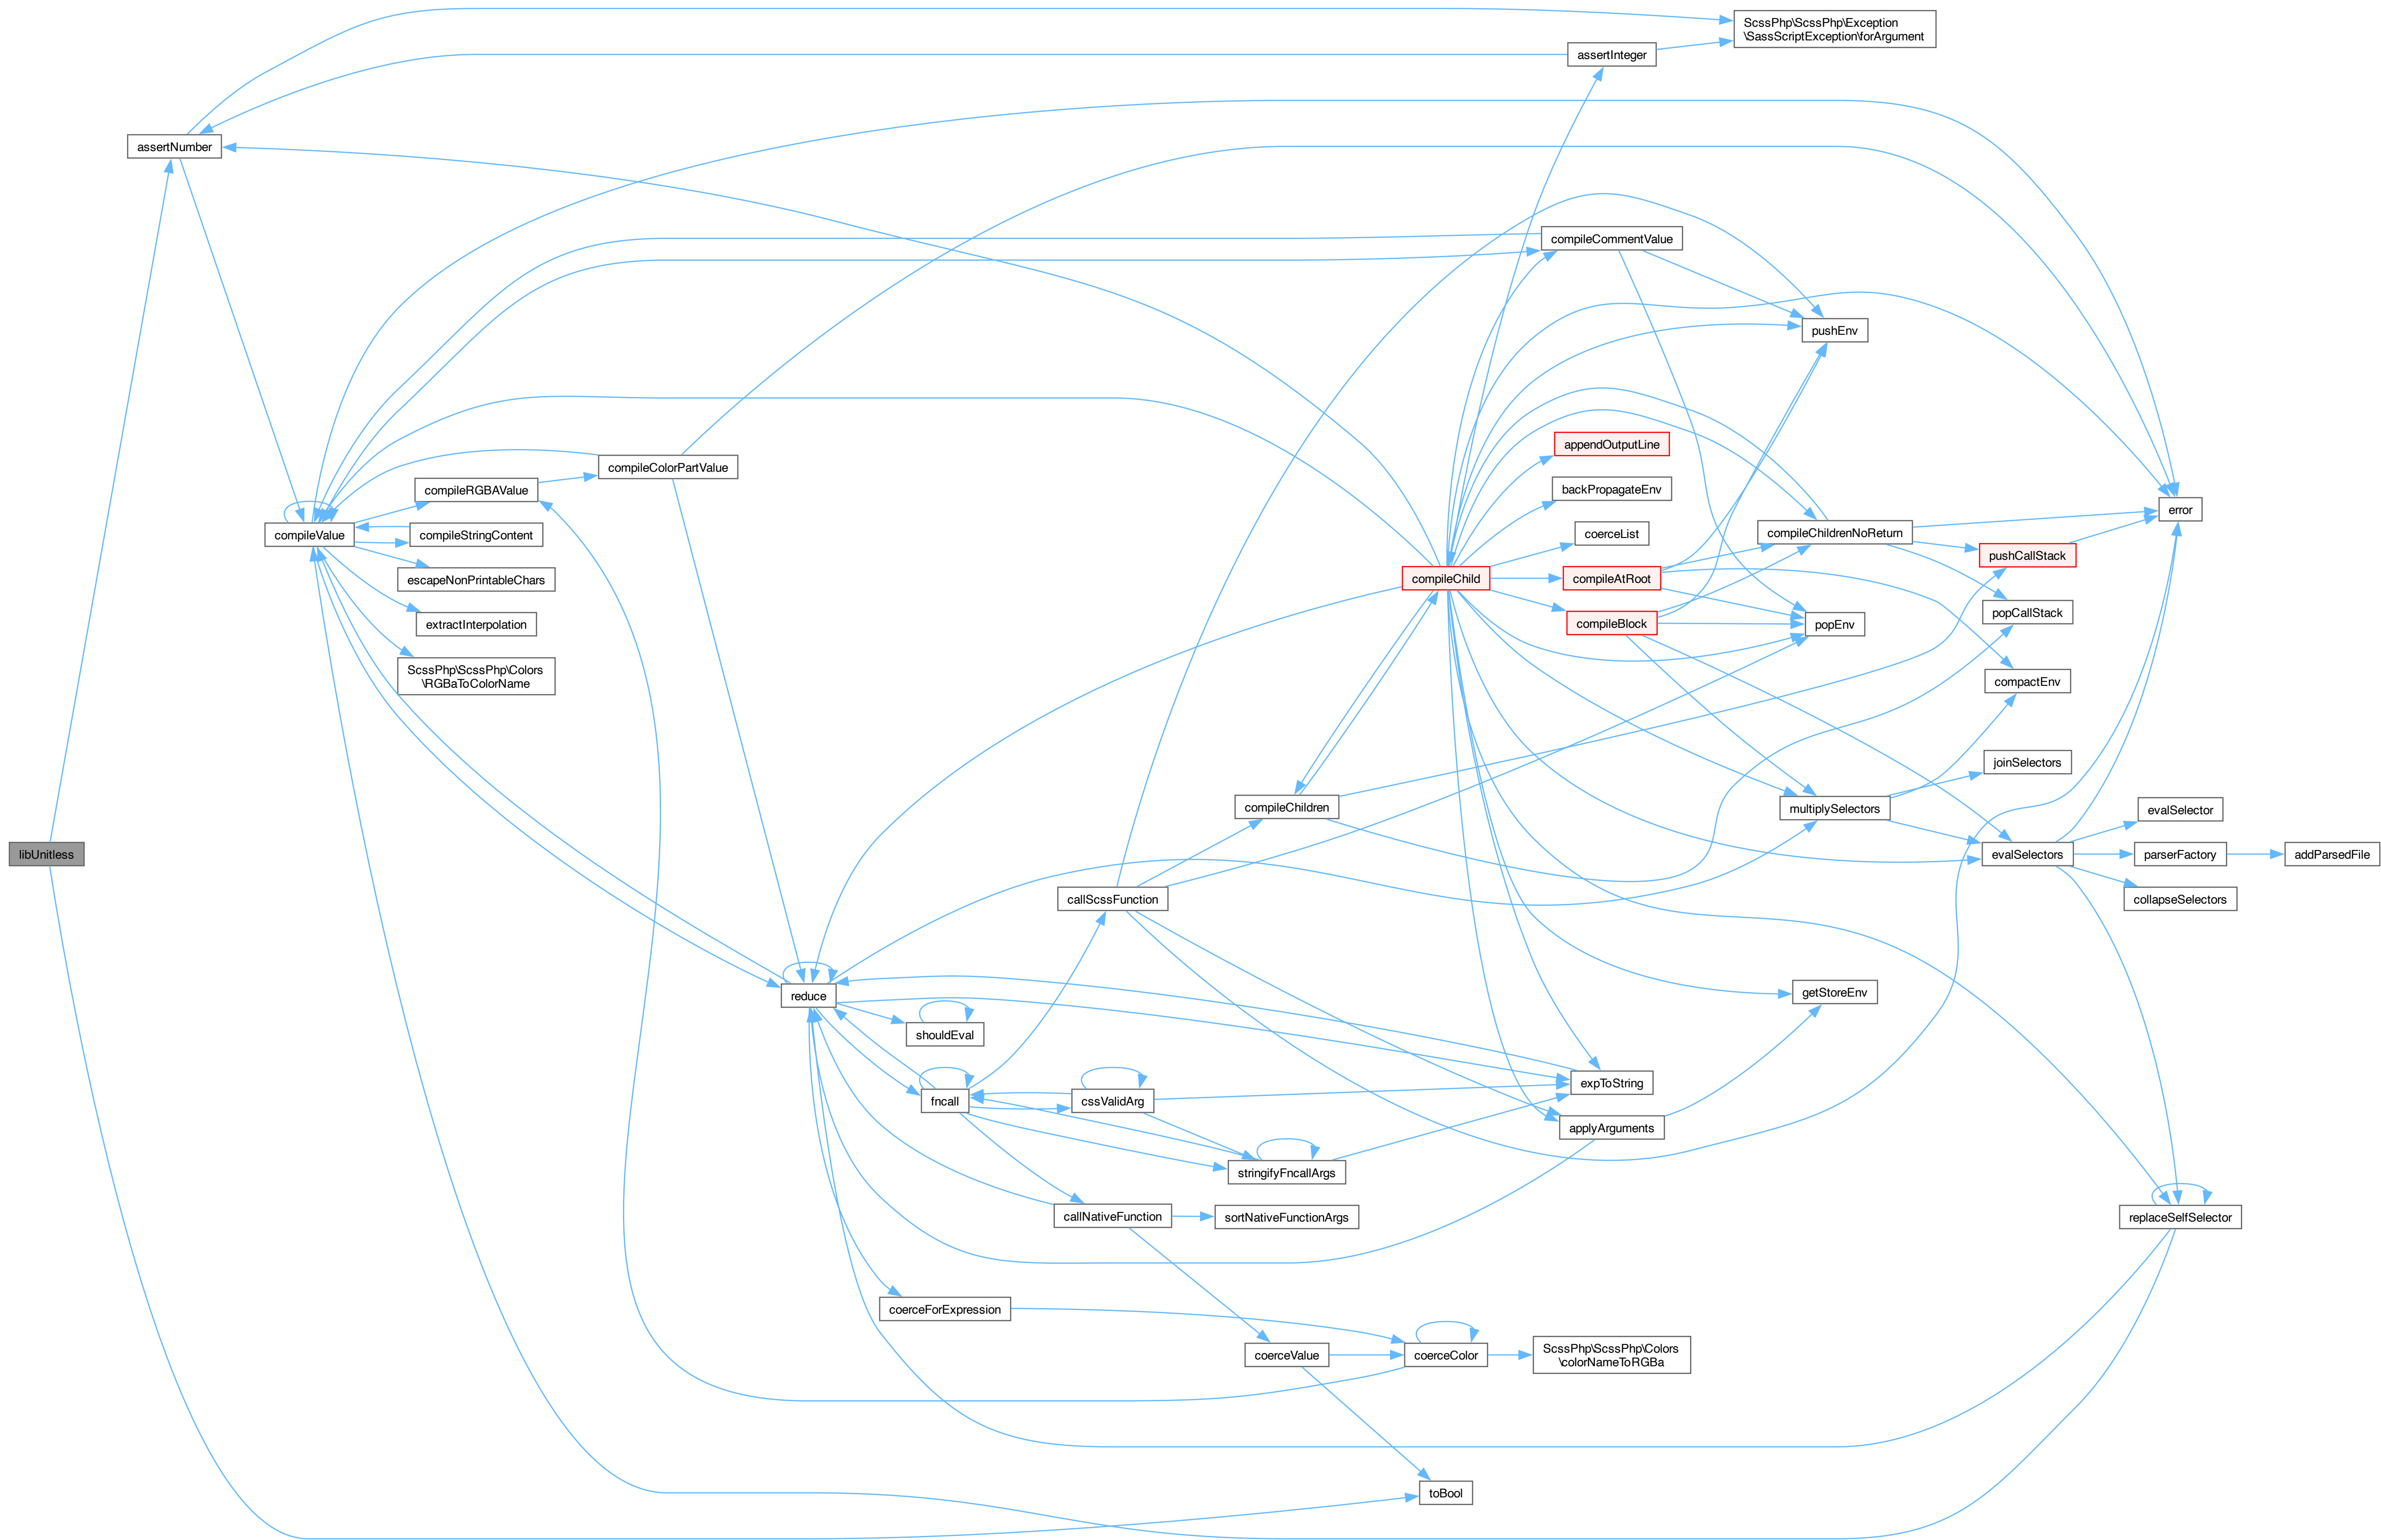 ScssPhp\ScssPhp\Exception
\SassScriptException\forArgument
assertInteger
assertNumber
compileCommentValue
pushEnv
appendOutputLine
compileColorPartValue
backPropagateEnv
compileRGBAValue
error
compileValue
compileStringContent
coerceList
compileChildrenNoReturn
pushCallStack
escapeNonPrintableChars
compileChild
compileAtRoot
popCallStack
extractInterpolation
compileBlock
popEnv
ScssPhp\ScssPhp\Colors
\RGBaToColorName
compactEnv
joinSelectors
compileChildren
multiplySelectors
evalSelector
libUnitless
evalSelectors
parserFactory
addParsedFile
callScssFunction
collapseSelectors
reduce
getStoreEnv
shouldEval
expToString
fncall
cssValidArg
applyArguments
stringifyFncallArgs
callNativeFunction
sortNativeFunctionArgs
replaceSelfSelector
coerceForExpression
coerceValue
coerceColor
ScssPhp\ScssPhp\Colors
\colorNameToRGBa
toBool